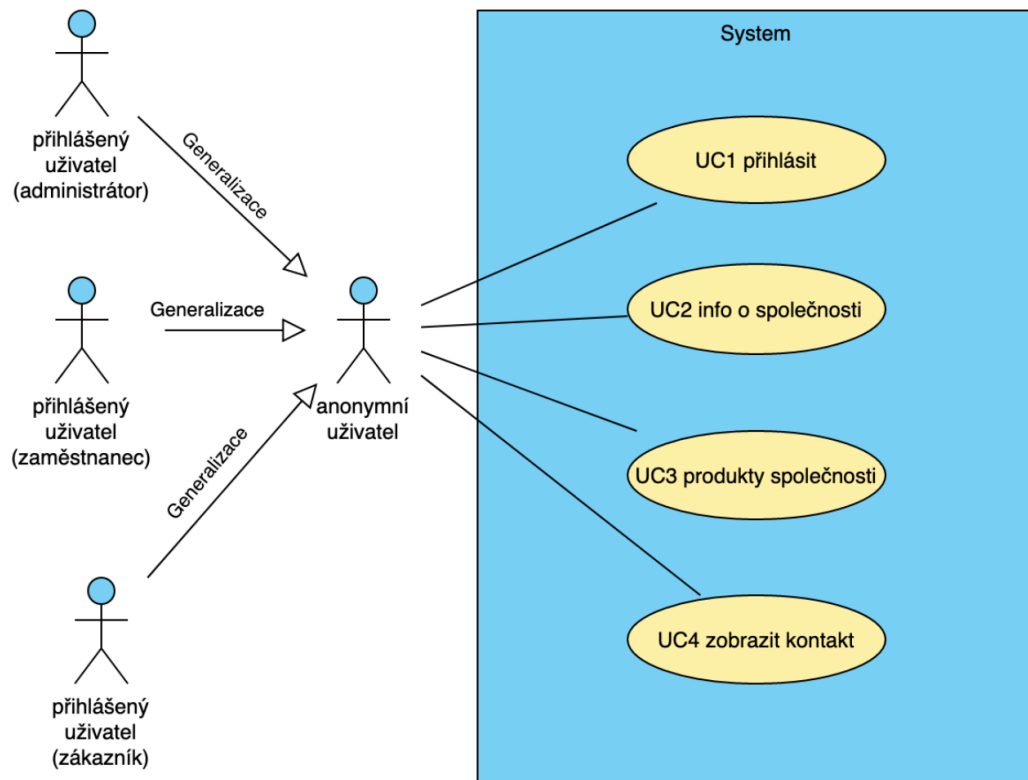 System
přihlášený
uživatel
(administrátor)
Generalizace
UC1 přihlásit
přihlášený
uživatel
(zaměstnanec)
Generalizace
anonymní
uživatel
UC2 info o společnosti
Generalizace
UC3 produkty společnosti
přihlášený
uživatel
(zákazník)
UC4 zobrazit kontakt